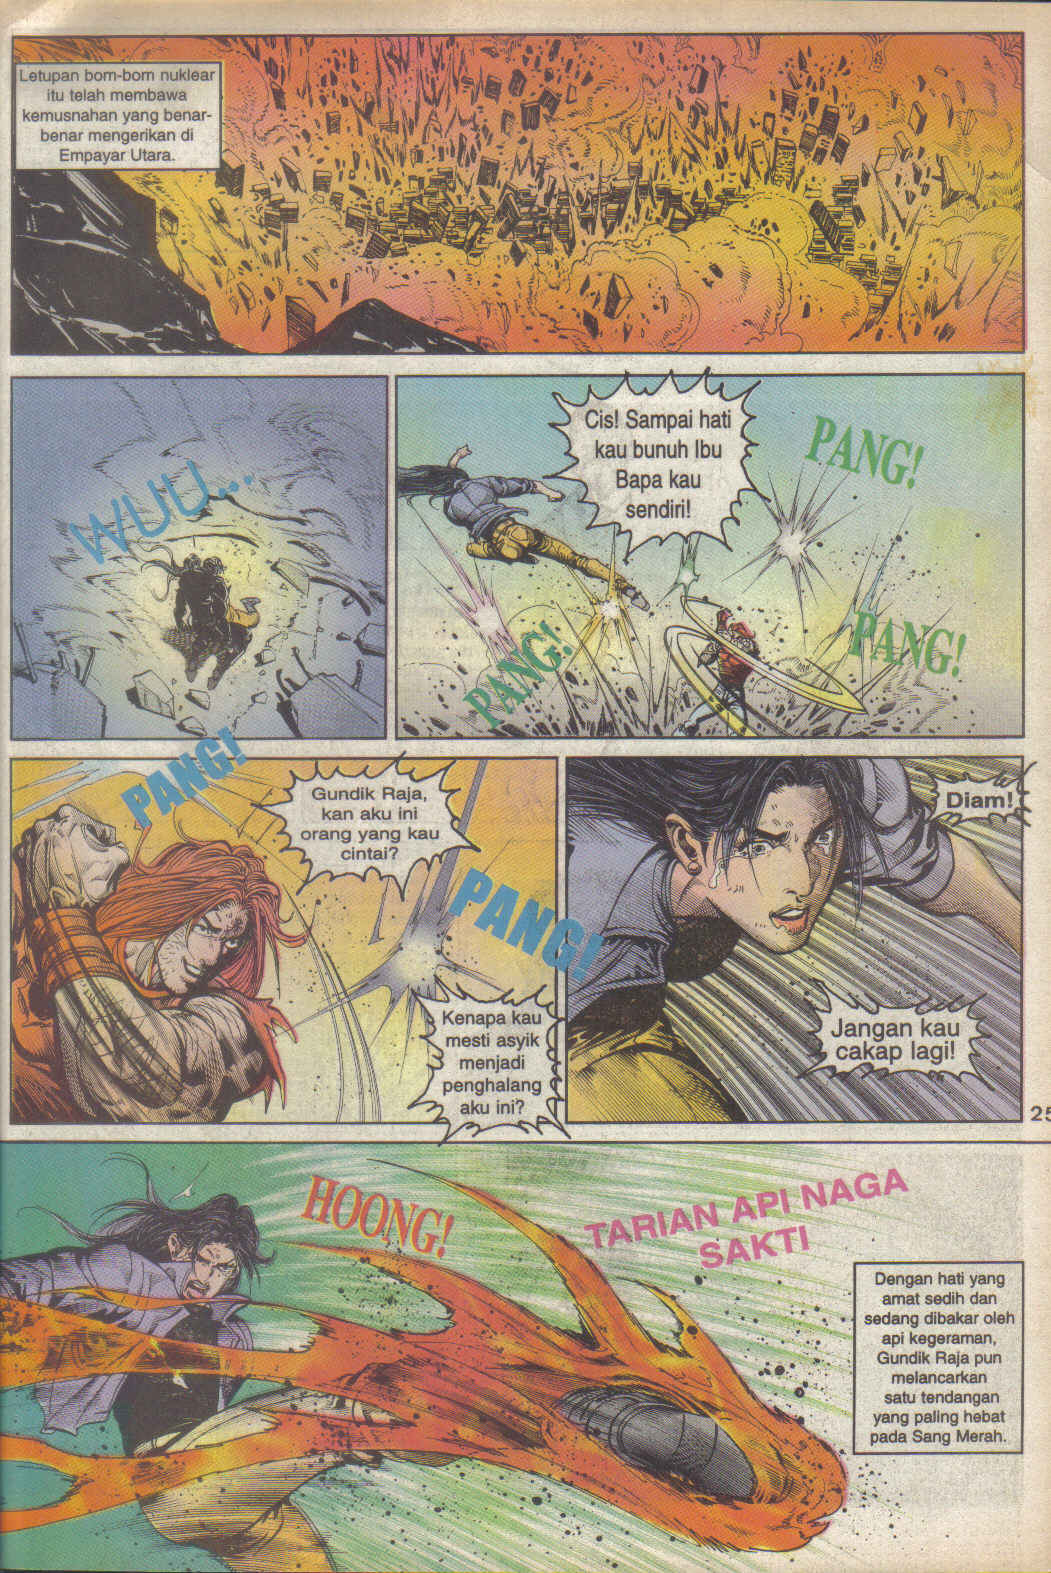 Letupan bom-bom nuklear
itu telah membawa
kemusnahan yang benar-
benar mengerikan di
Empayar Utara.
WUU...
Cis! Sampai hati
kau bunuh Ibu
Bapa kau
sendiri!
PANG!
PANG!
PANG!
PANG!
Gundik Raja,
kan aku ini
orang yang kau
cintai?
PANG!
Kenapa kau
mesti asyik
menjadi
penghalang
aku ini?
Diam!
Jangan kau
cakap lagi!
25
HOONG!
TARIAN API NAGA
SAKTI
Dengan hati yang
amat sedih dan
sedang dibakar oleh
api kegeraman,
Gundik Raja pun
melancarkan
satu tendangan
yang paling hebat
pada Sang Merah.